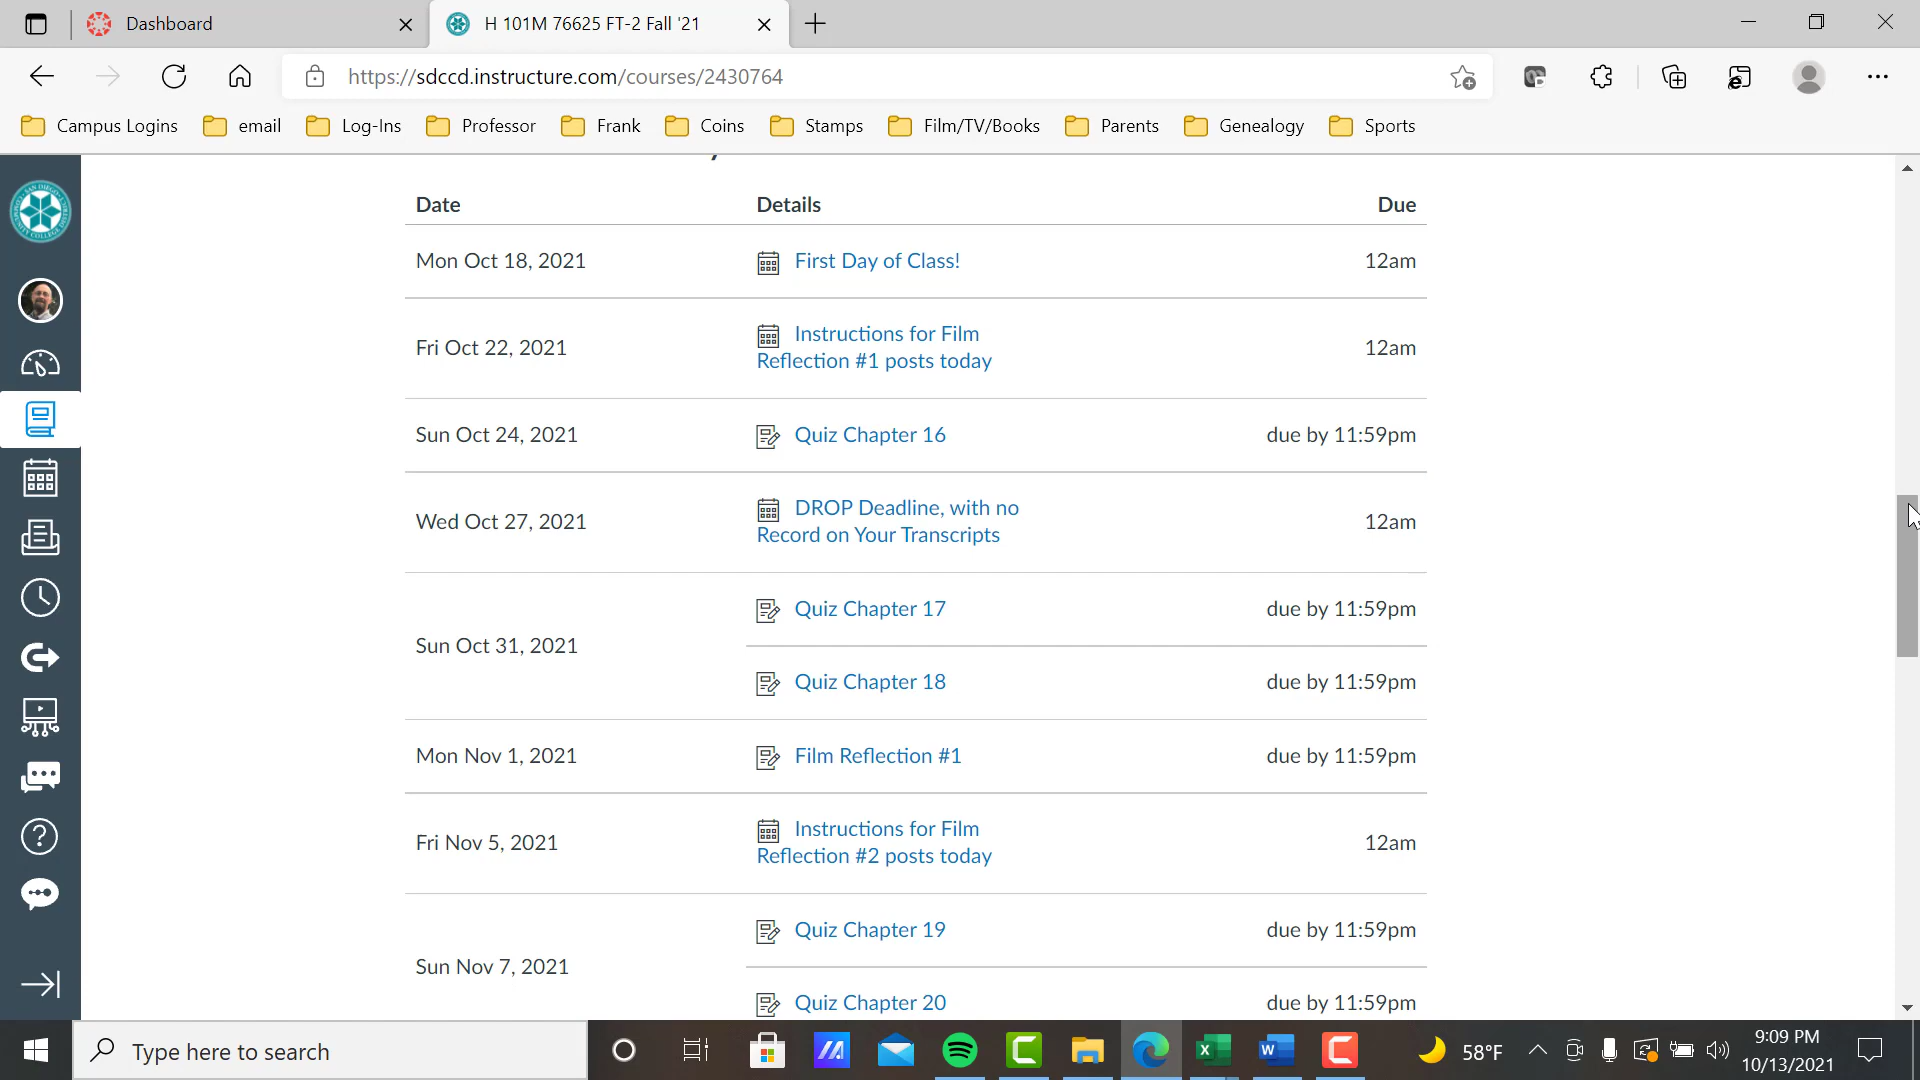 Dashboard
H 101M 76625 FT-2 Fall '21
https://sdccd.instructure.com/courses/2430764
Campus Logins email Log-Ins Professor Frank Coins Stamps Film/TV/Books Parents Genealogy Sports
Date Details Due
Mon Oct 18, 2021 First Day of Class! 12am
Instructions for Film
Fri Oct 22, 2021 12am
Reflection #1 posts today
Sun Oct 24, 2021 Quiz Chapter 16 due by 11:59pm
DROP Deadline, with no
Wed Oct 27, 2021 12am
Record on Your Transcripts
Quiz Chapter 17 due by 11:59pm
Sun Oct 31, 2021
Quiz Chapter 18 due by 11:59pm
Mon Nov 1, 2021 Film Reflection #1 due by 11:59pm
Instructions for Film
Fri Nov 5, 2021 12am
Reflection #2 posts today
Quiz Chapter 19 due by 11:59pm
Sun Nov 7, 2021
Quiz Chapter 20 due by 11:59pm
Type here to search
58°F
9:09 PM
10/13/2021